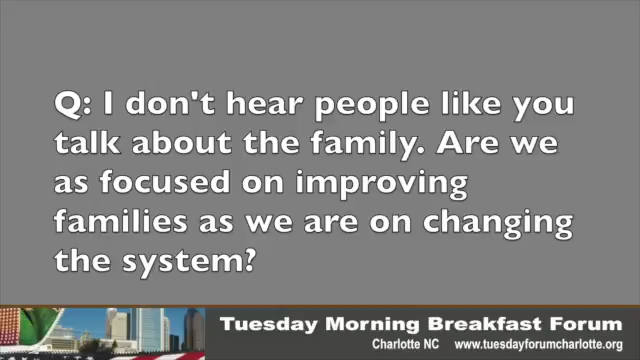 Q: I don't hear people like you
talk about the family. Are we
as focused on improving
families as we are on changing
the system?
Tuesday Morning Breakfast Forum
Charlotte NC www.tuesdayforumcharlotte.org